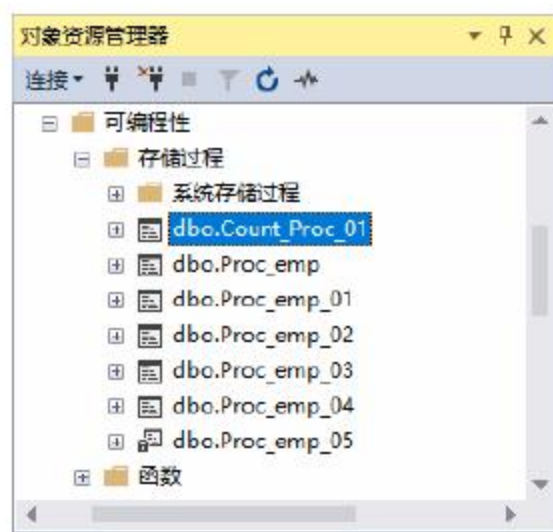 对象资源管理器
连接
可编程性
存储过程
系统存储过程
dbo.Count_Proc_01
dbo.Proc_emp
dbo.Proc_emp_01
dbo.Proc_emp_02
dbo.Proc_emp_03
dbo.Proc_emp_04
dbo.Proc_emp_05
函数